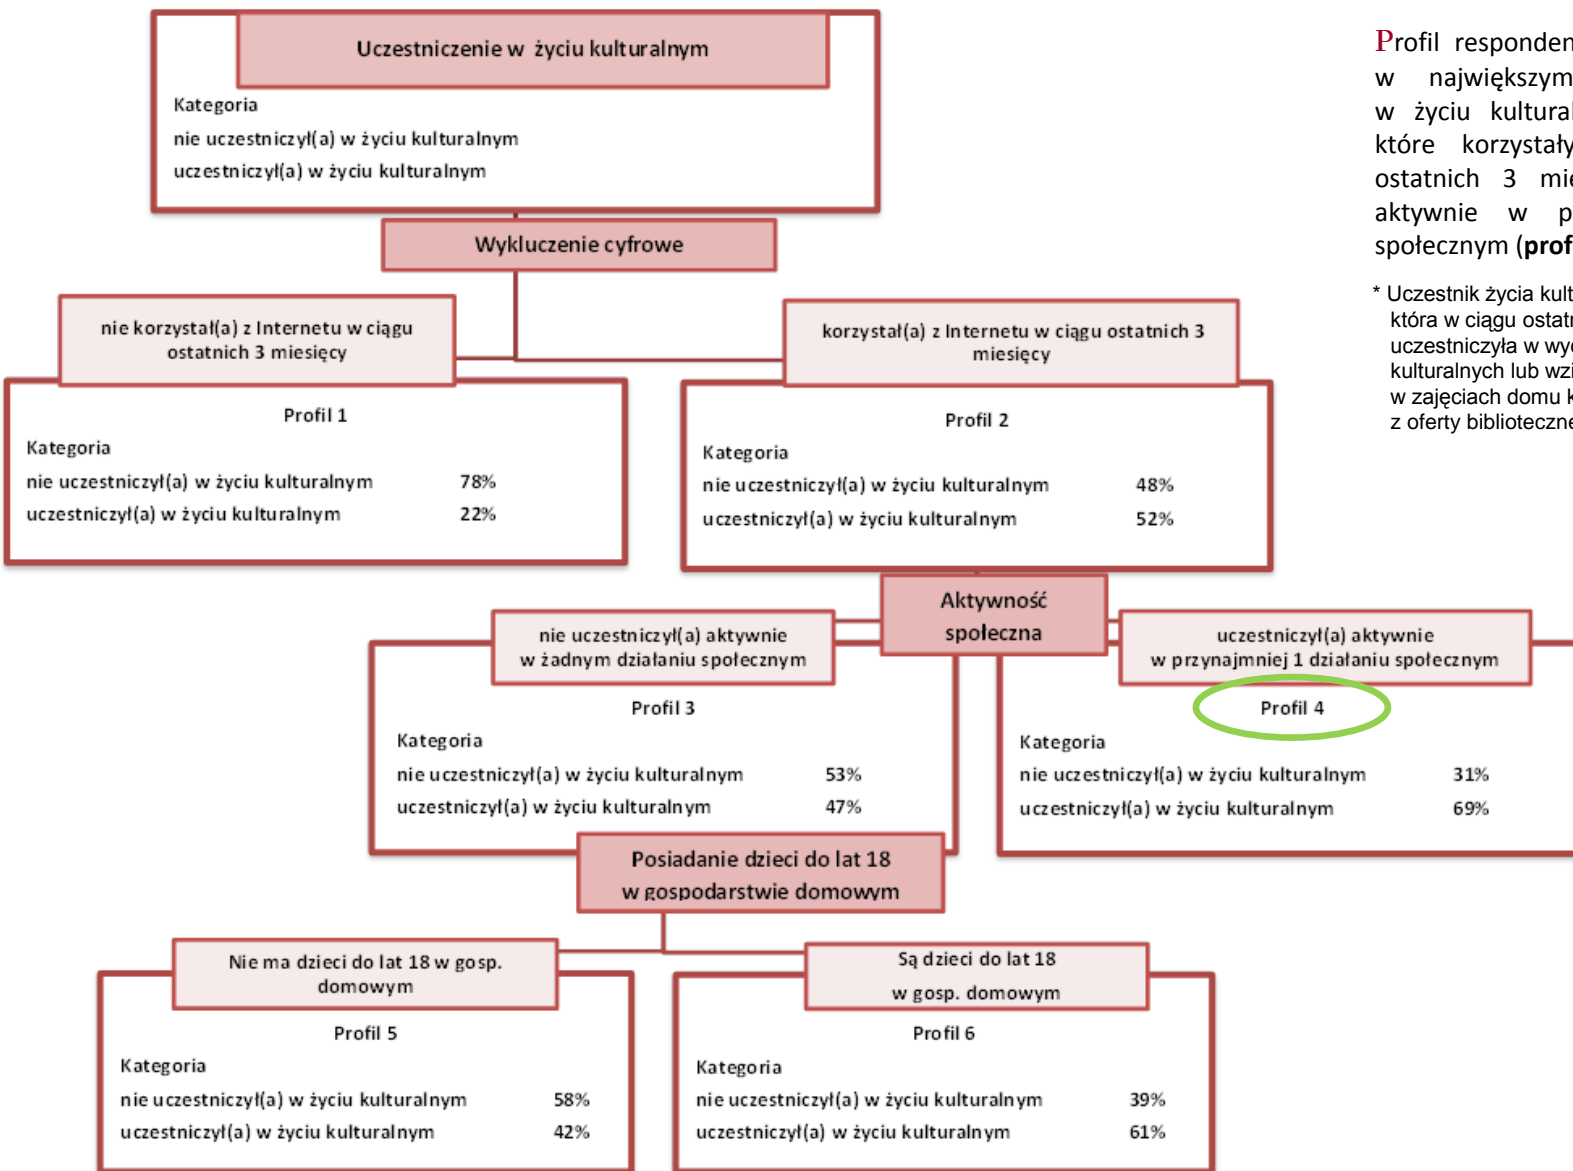 Uczestniczenie w życiu kulturalnym
Kategoria
nie uczestniczył(a) w życiu kulturalnym
uczestniczył(a) w życiu kulturalnym
Wykluczenie cyfrowe
nie korzystał(a) z Internetu w ciągu
ostatnich 3 miesięcy
Profil 1
Kategoria
nie uczestniczył(a) w życiu kulturalnym 78%
uczestniczył(a) w życiu kulturalnym 22%
korzystał(a) z Internetu w ciągu ostatnich 3
miesięcy
Profil 2
Kategoria
nie uczestniczył(a) w życiu kulturalnym 48%
uczestniczył(a) w życiu kulturalnym 52%
Aktywność
społeczna
nie uczestniczył(a) aktywnie
w żadnym działaniu społecznym
Profil 3
Kategoria
nie uczestniczył(a) w życiu kulturalnym 53%
uczestniczył(a) w życiu kulturalnym 47%
uczestniczył(a) aktywnie
w przynajmniej 1 działaniu społecznym
Profil 4
Kategoria
nie uczestniczył(a) w życiu kulturalnym 31%
uczestniczył(a) w życiu kulturalnym 69%
Posiadanie dzieci do lat 18
w gospodarstwie domowym
Nie ma dzieci do lat 18 w gosp.
domowym
Profil 5
Kategoria
nie uczestniczył(a) w życiu kulturalnym 58%
uczestniczył(a) w życiu kulturalnym 42%
Są dzieci do lat 18
w gosp. domowym
Profil 6
Kategoria
nie uczestniczył(a) w życiu kulturalnym 39%
uczestniczył(a) w życiu kulturalnym 61%
Profil responden
w największym
w życiu kultural
które korzystały
ostatnich 3 mie
aktywnie w p
społecznym (prof
* Uczestnik życia kult
która w ciągu ostatn
uczestniczyła w wyd
kulturalnych lub wzi
w zajęciach domu k
z oferty biblioteczne